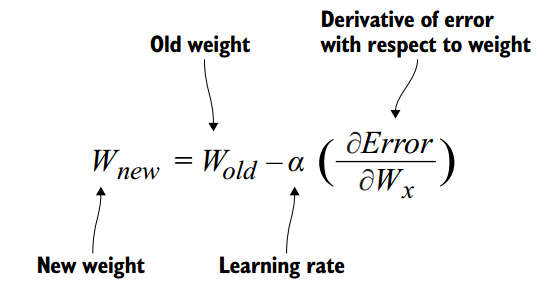 Derivative of error
with respect to weight
Old weight
W_new = W_old − α (∂Error / ∂W_x)
New weight
Learning rate